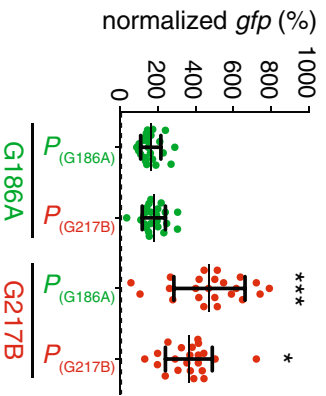 normalized gfp (%)
0
200
400
600
800
1000
P(G186A)
P(G217B)
P(G186A)
P(G217B)
G186A
G217B
***
*